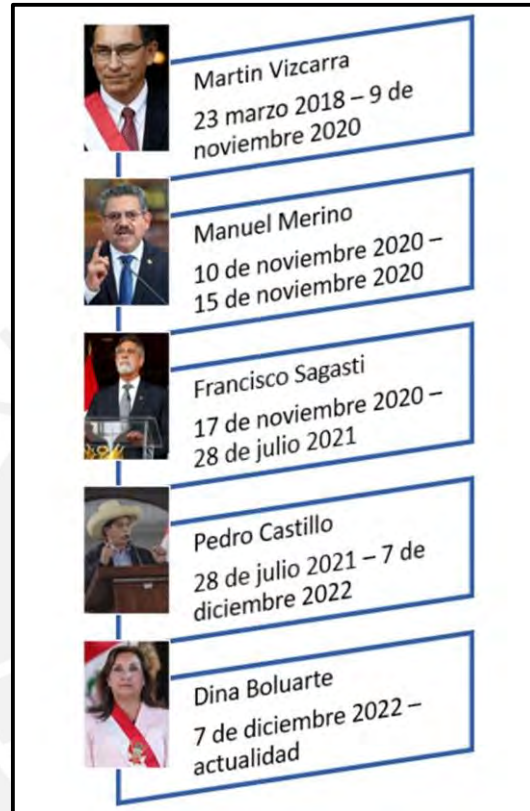 Martin Vizcarra
23 marzo 2018 – 9 de
noviembre 2020
Manuel Merino
10 de noviembre 2020 –
15 de noviembre 2020
Francisco Sagasti
17 de noviembre 2020 –
28 de julio 2021
Pedro Castillo
28 de julio 2021 – 7 de
diciembre 2022
Dina Boluarte
7 de diciembre 2022 –
actualidad